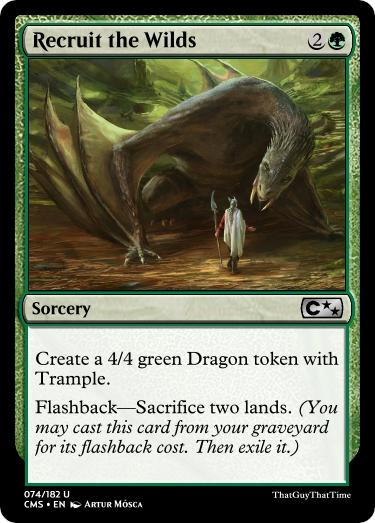 Recruit the Wilds 2
Sorcery C
Create a 4/4 green Dragon token with
Trample.
Flashback—Sacrifice two lands. (You
may cast this card from your graveyard
for its flashback cost. Then exile it.)
074/182 U
CMS • EN Artur Mósca
ThatGuyThatTime